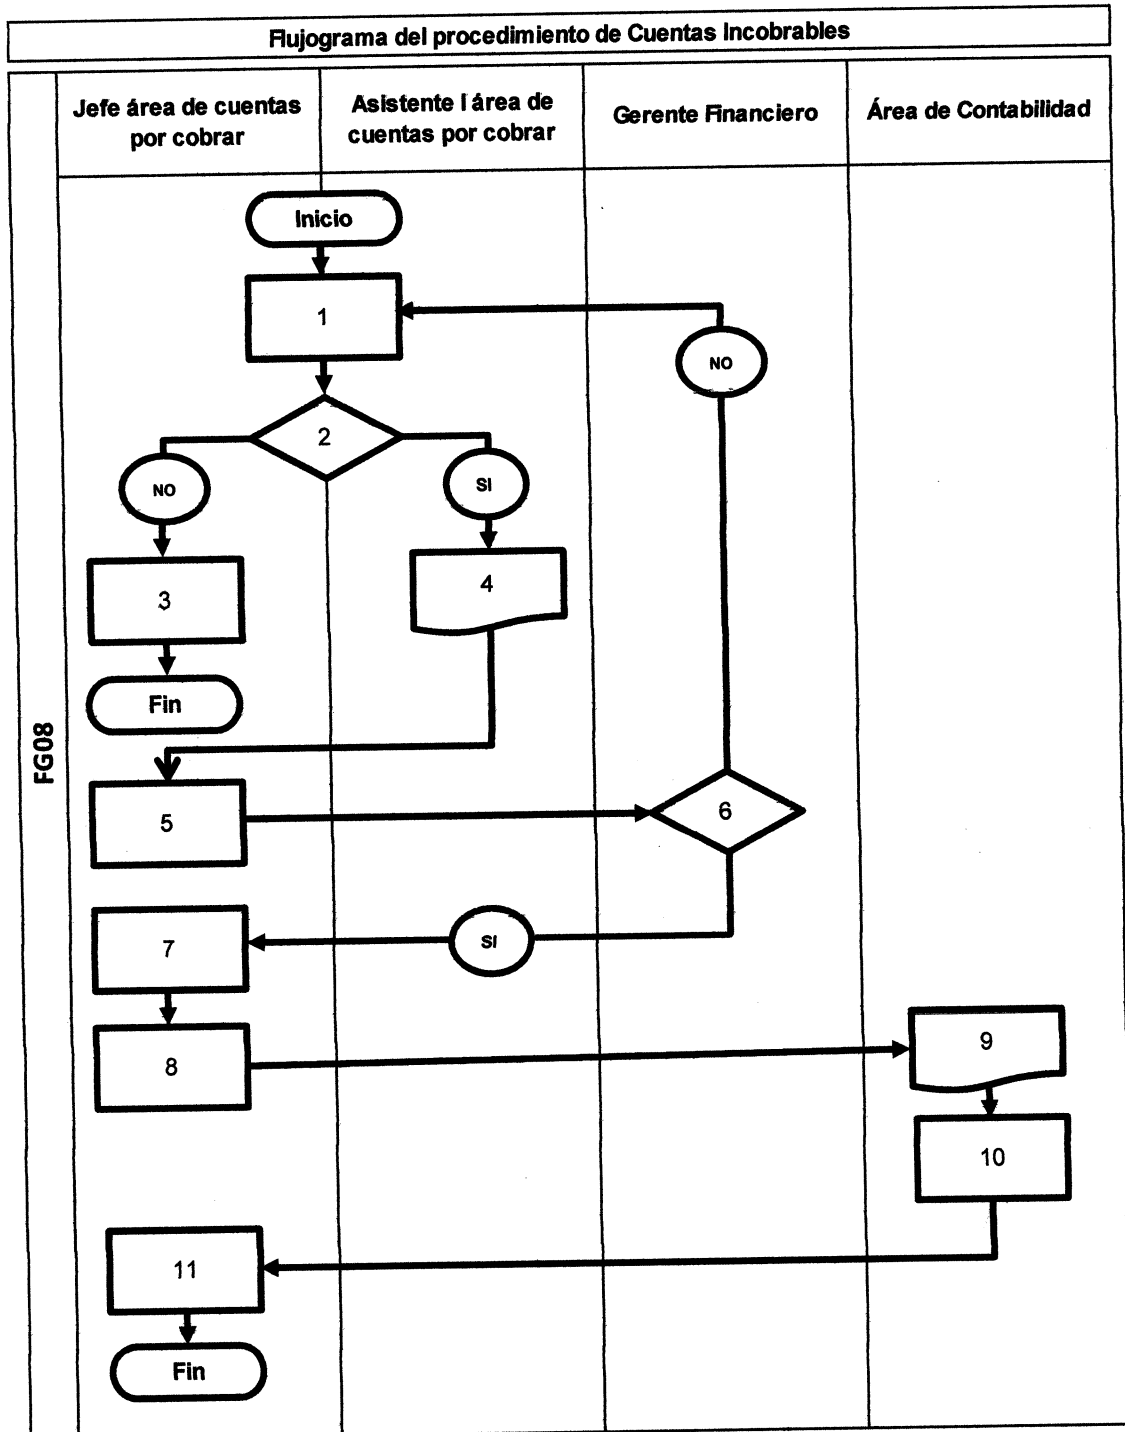 Flujograma del procedimiento de Cuentas Incobrables
Jefe área de cuentas
por cobrar
Asistente I área de
cuentas por cobrar
Gerente Financiero
Área de Contabilidad
FG08
Inicio
1
NO
2
NO
SI
3
4
Fin
5
6
7
SI
8
9
10
11
Fin